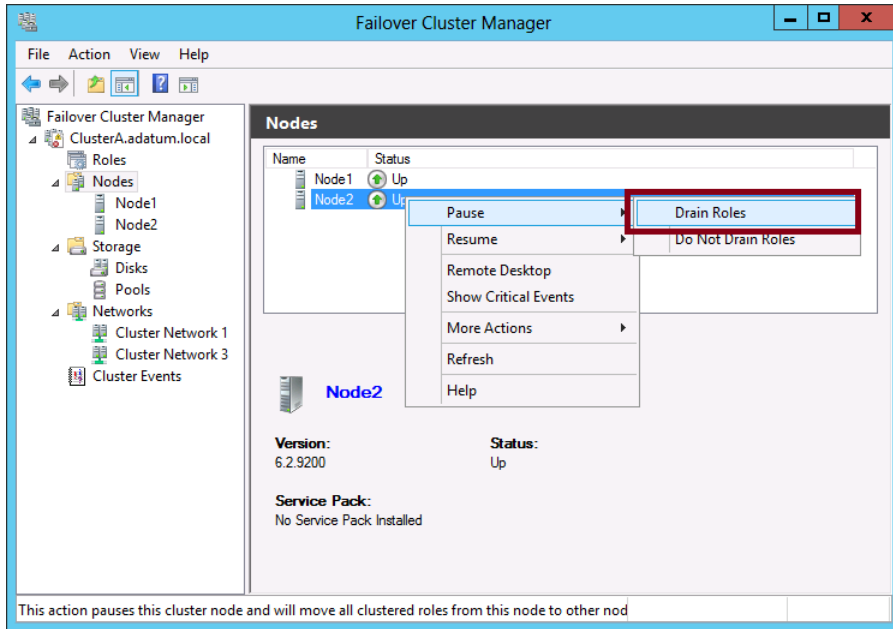 Failover Cluster Manager
File Action View Help
Failover Cluster Manager
ClusterA.adatum.local
Roles
Nodes
Node1
Node2
Storage
Disks
Pools
Networks
Cluster Network 1
Cluster Network 3
Cluster Events
Nodes
Name Status
Node1 Up
Node2
Pause
Resume
Remote Desktop
Show Critical Events
More Actions
Refresh
Help
Drain Roles
Do Not Drain Roles
Node2
Version: Status:
6.2.9200 Up
Service Pack:
No Service Pack Installed
This action pauses this cluster node and will move all clustered roles from this node to other nod